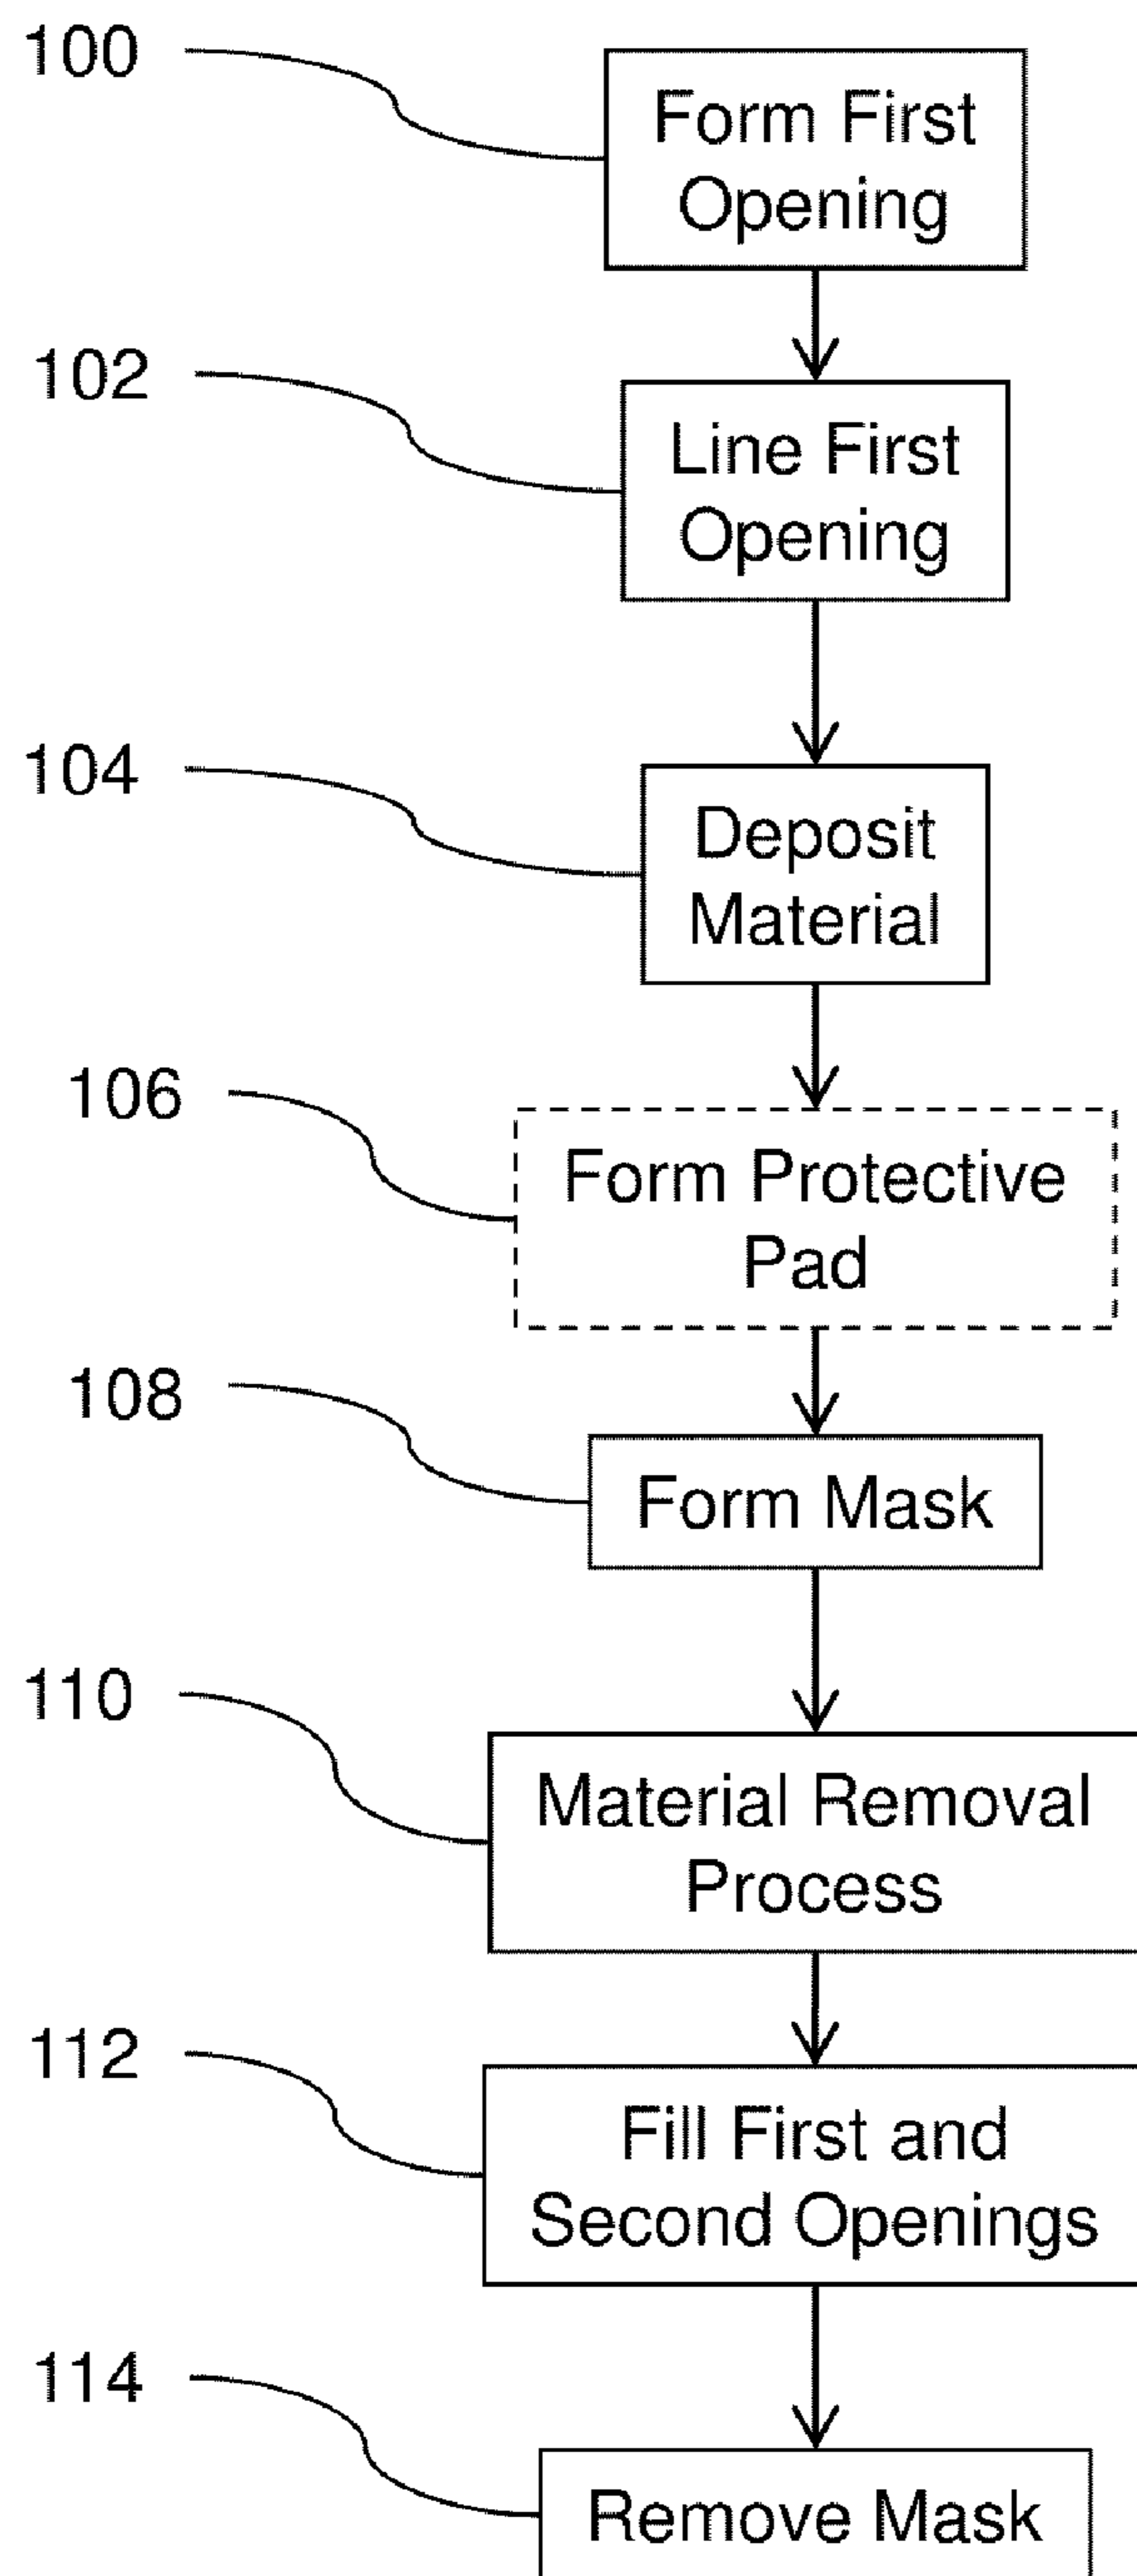 100
Form First
Opening
102
Line First
Opening
104
Deposit
Material
106
Form Protective
Pad
108
Form Mask
110
Material Removal
Process
112
Fill First and
Second Openings
114
Remove Mask